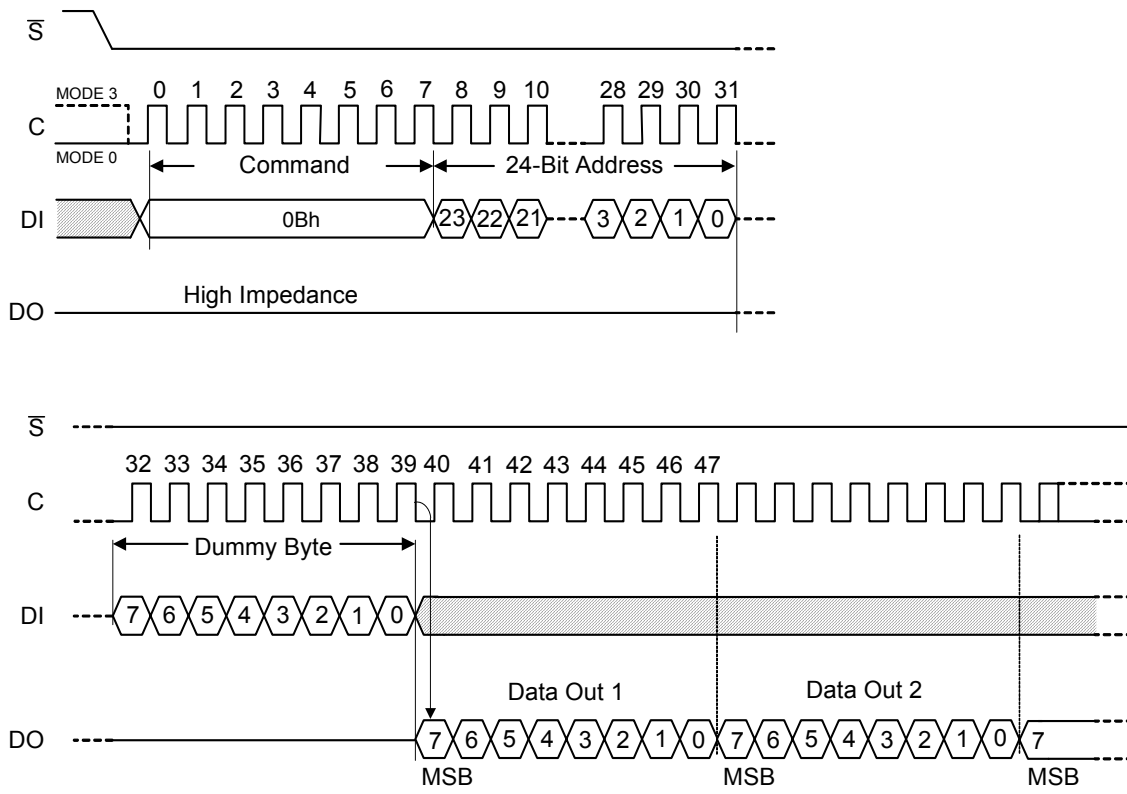 S̅
MODE 3
0 1 2 3 4 5 6 7 8 9 10 28 29 30 31
C
MODE 0
Command
24-Bit Address
DI
0Bh
23 22 21 3 2 1 0
High Impedance
DO
S̅
32 33 34 35 36 37 38 39 40 41 42 43 44 45 46 47
C
Dummy Byte
DI
7 6 5 4 3 2 1 0
Data Out 1
Data Out 2
DO
7 6 5 4 3 2 1 0 7 6 5 4 3 2 1 0 7
MSB
MSB
MSB